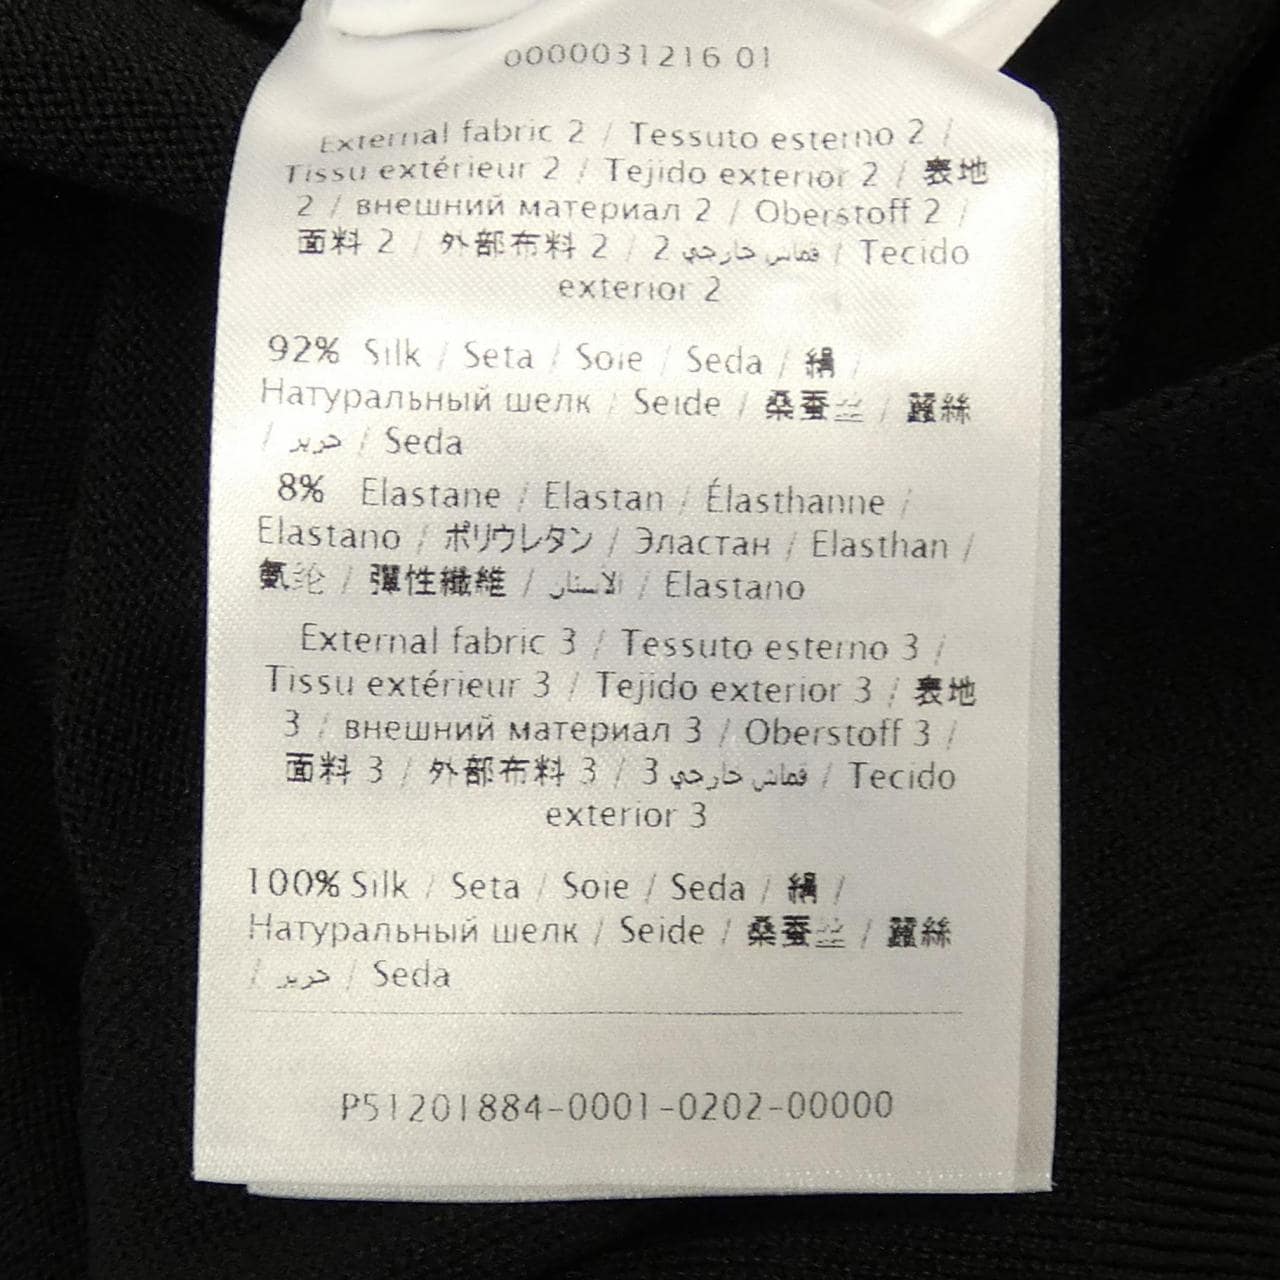 0000031216 01
External fabric 2 / Tessuto esterno 2 /
Tissu extérieur 2 / Tejido exterior 2 / 表地
2 / внешний материал 2 / Oberstoff 2 /
面料 2 / 外部布料 2 / قماش خارجي 2 / Tecido
exterior 2
92% Silk / Seta / Soie / Seda / 絹 /
Натуральный шелк / Seide / 桑蚕丝 / 蠶絲
/ حرير / Seda
8% Elastane / Elastan / Élasthanne /
Elastano / ポリウレタン / Эластан / Elasthan /
氨纶 / 彈性纖維 / الاستان / Elastano
External fabric 3 / Tessuto esterno 3 /
Tissu extérieur 3 / Tejido exterior 3 / 表地
3 / внешний материал 3 / Oberstoff 3 /
面料 3 / 外部布料 3 / قماش خارجي 3 / Tecido
exterior 3
100% Silk / Seta / Soie / Seda / 絹 /
Натуральный шелк / Seide / 桑蚕丝 / 蠶絲
/ حرير / Seda
P51201884-0001-0202-00000